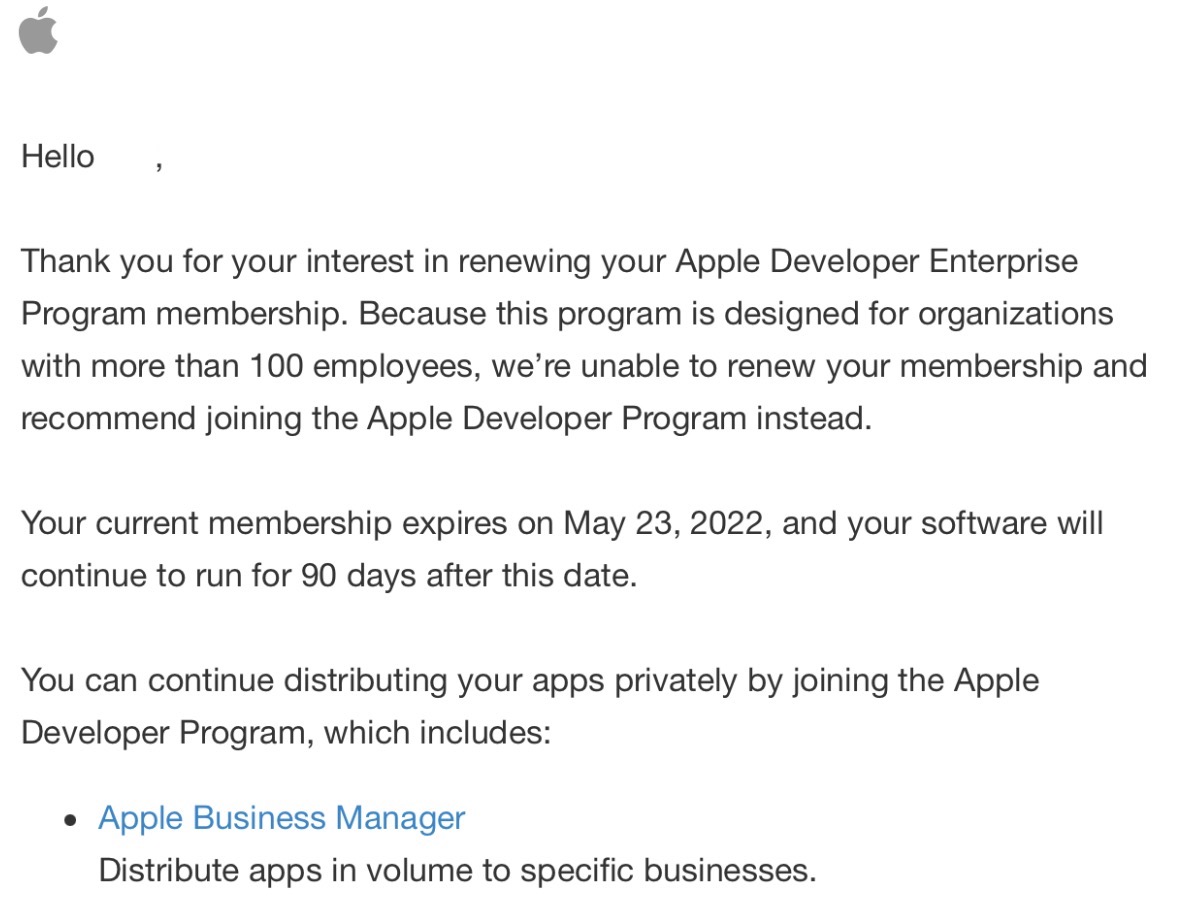 Hello ,
Thank you for your interest in renewing your Apple Developer Enterprise
Program membership. Because this program is designed for organizations
with more than 100 employees, we’re unable to renew your membership and
recommend joining the Apple Developer Program instead.
Your current membership expires on May 23, 2022, and your software will
continue to run for 90 days after this date.
You can continue distributing your apps privately by joining the Apple
Developer Program, which includes:
• Apple Business Manager
Distribute apps in volume to specific businesses.